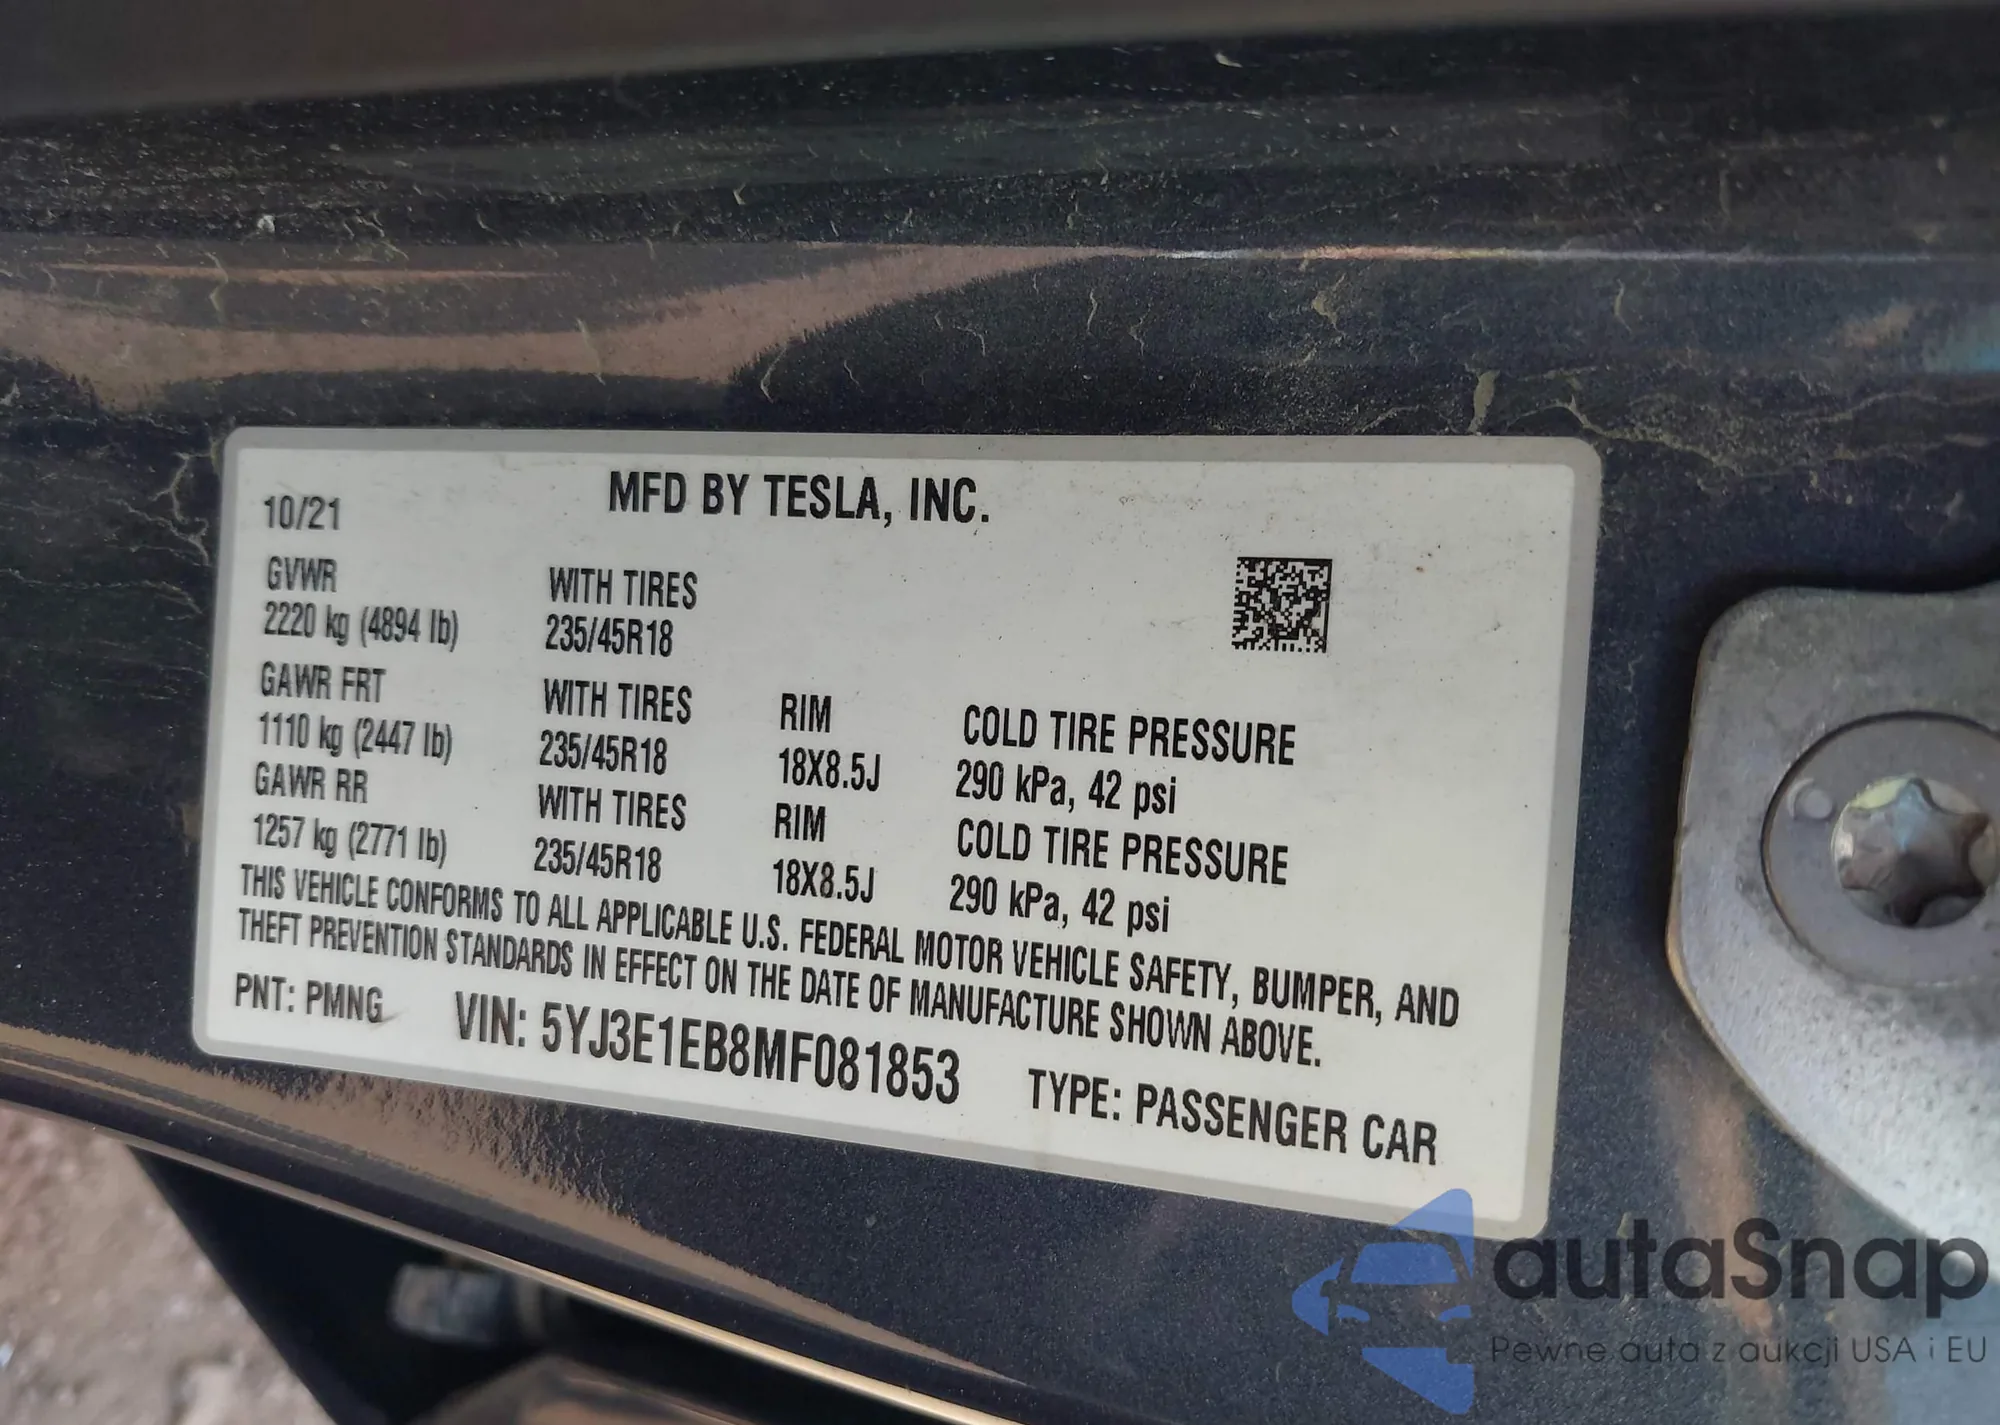 MFD BY TESLA, INC.
10/21
GVWR WITH TIRES
2220 kg (4894 lb) 235/45R18
GAWR FRT WITH TIRES RIM COLD TIRE PRESSURE
1110 kg (2447 lb) 235/45R18 18X8.5J 290 kPa, 42 psi
GAWR RR WITH TIRES RIM COLD TIRE PRESSURE
1257 kg (2771 lb) 235/45R18 18X8.5J 290 kPa, 42 psi
THIS VEHICLE CONFORMS TO ALL APPLICABLE U.S. FEDERAL MOTOR VEHICLE SAFETY, BUMPER, AND
THEFT PREVENTION STANDARDS IN EFFECT ON THE DATE OF MANUFACTURE SHOWN ABOVE.
PNT: PMNG VIN: 5YJ3E1EB8MF081853 TYPE: PASSENGER CAR
autaSnap
Pewne auta z aukcji USA i EU